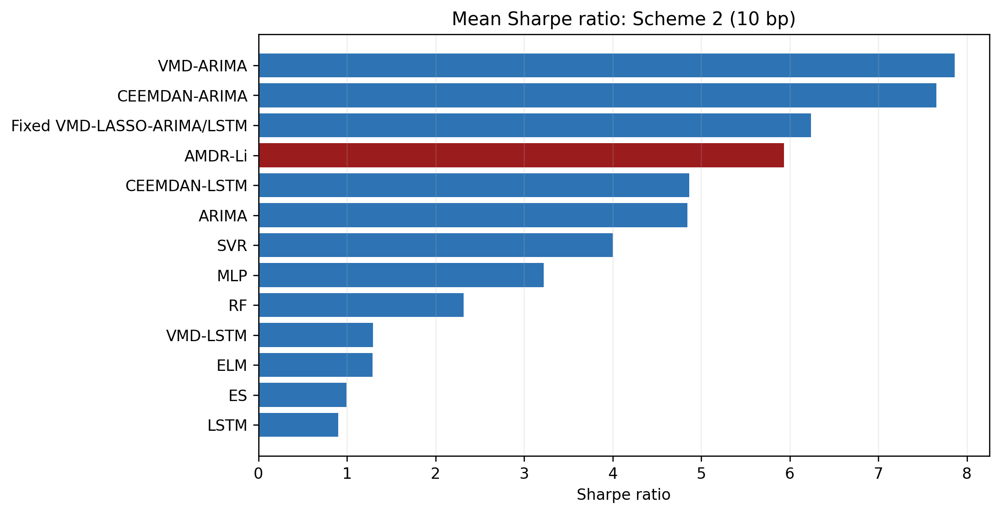 Mean Sharpe ratio: Scheme 2 (10 bp)
VMD-ARIMA
CEEMDAN-ARIMA
Fixed VMD-LASSO-ARIMA/LSTM
AMDR-Li
CEEMDAN-LSTM
ARIMA
SVR
MLP
RF
VMD-LSTM
ELM
ES
LSTM
0 1 2 3 4 5 6 7 8
Sharpe ratio